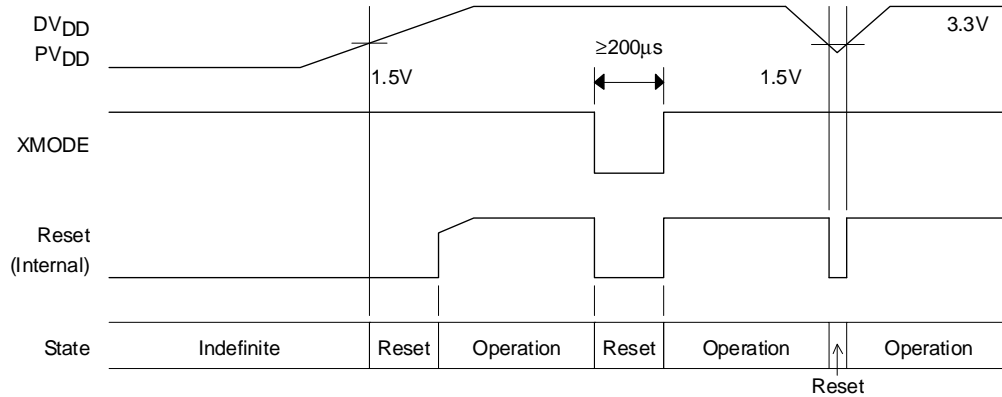 DVDD
PVDD
3.3V
≥200µs
1.5V
1.5V
XMODE
Reset
(Internal)
State
Indefinite
Reset
Operation
Reset
Operation
Operation
Reset